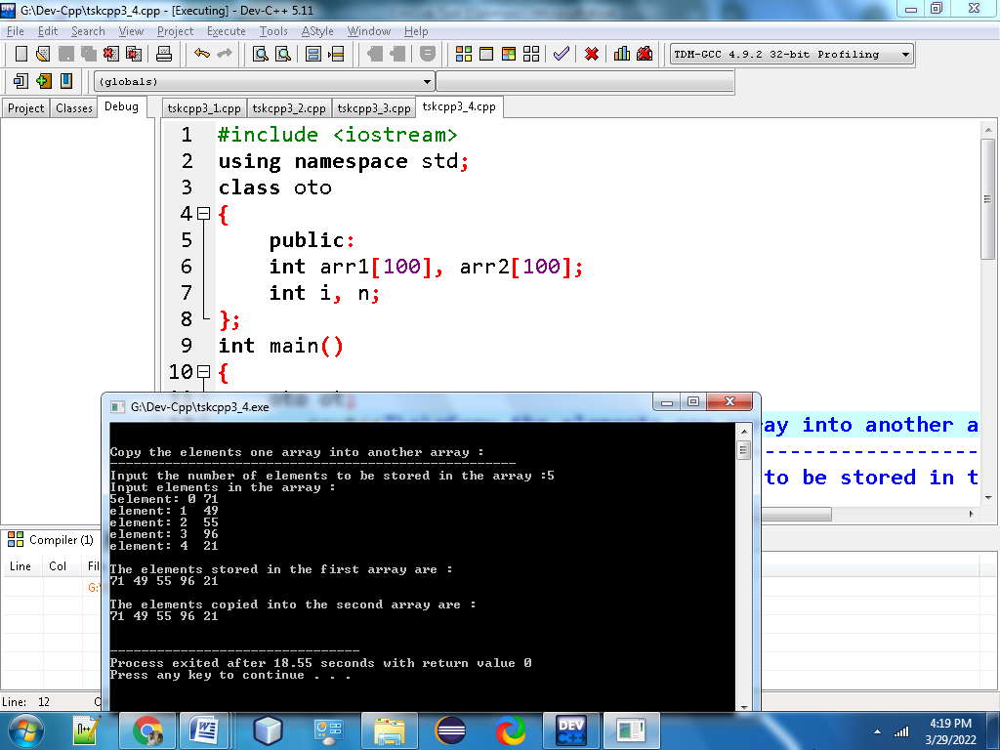 G:\Dev-Cpp\tskcpp3_4.cpp - [Executing] - Dev-C++ 5.11
File Edit Search View Project Execute Tools AStyle Window Help
TDM-GCC 4.9.2 32-bit Profiling
(globals)
Project Classes Debug
tskcpp3_1.cpp tskcpp3_2.cpp tskcpp3_3.cpp tskcpp3_4.cpp
1 #include <iostream>
2 using namespace std;
3 class oto
4 {
5 public:
6 int arr1[100], arr2[100];
7 int i, n;
8 };
9 int main()
10 {
oto ot;
ray into another a
------------------
to be stored in t
G:\Dev-Cpp\tskcpp3_4.exe
Copy the elements one array into another array :
----------------------------------------------------
Input the number of elements to be stored in the array :5
Input elements in the array :
5element: 0 71
element: 1 49
element: 2 55
element: 3 96
element: 4 21
The elements stored in the first array are :
71 49 55 96 21
The elements copied into the second array are :
71 49 55 96 21
--------------------------------
Process exited after 18.55 seconds with return value 0
Press any key to continue . . .
Compiler (1)
Line Col Fil
G:\
Line: 12
n++
DEV C++
4:19 PM
3/29/2022